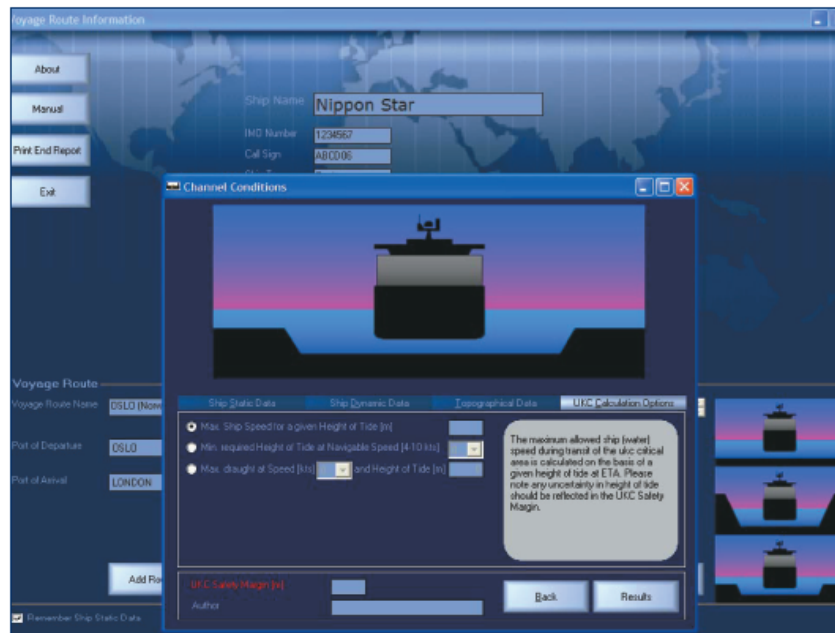 Voyage Route Information
About
Manual
Print End Report
Exit
Ship Name Nippon Star
IMO Number 1234567
Call Sign ABCD06
Channel Conditions
Ship Static Data Ship Dynamic Data Topographical Data UKC Calculation Options
Max. Ship Speed for a given Height of Tide [m]
Min. required Height of Tide at Navigable Speed [4-10 kts]
Max. draught at Speed [kts] and Height of Tide [m]
The maximum allowed ship (water)
speed during transit of the ukc critical
area is calculated on the basis of a
given height of tide at ETA. Please
note any uncertainty in height of tide
should be reflected in the UKC Safety
Margin.
UKC Safety Margin [m]
Author
Back Results
Voyage Route
Voyage Route Name OSLO
Port of Departure OSLO
Port of Arrival LONDON
Add
Remember Ship Static Data